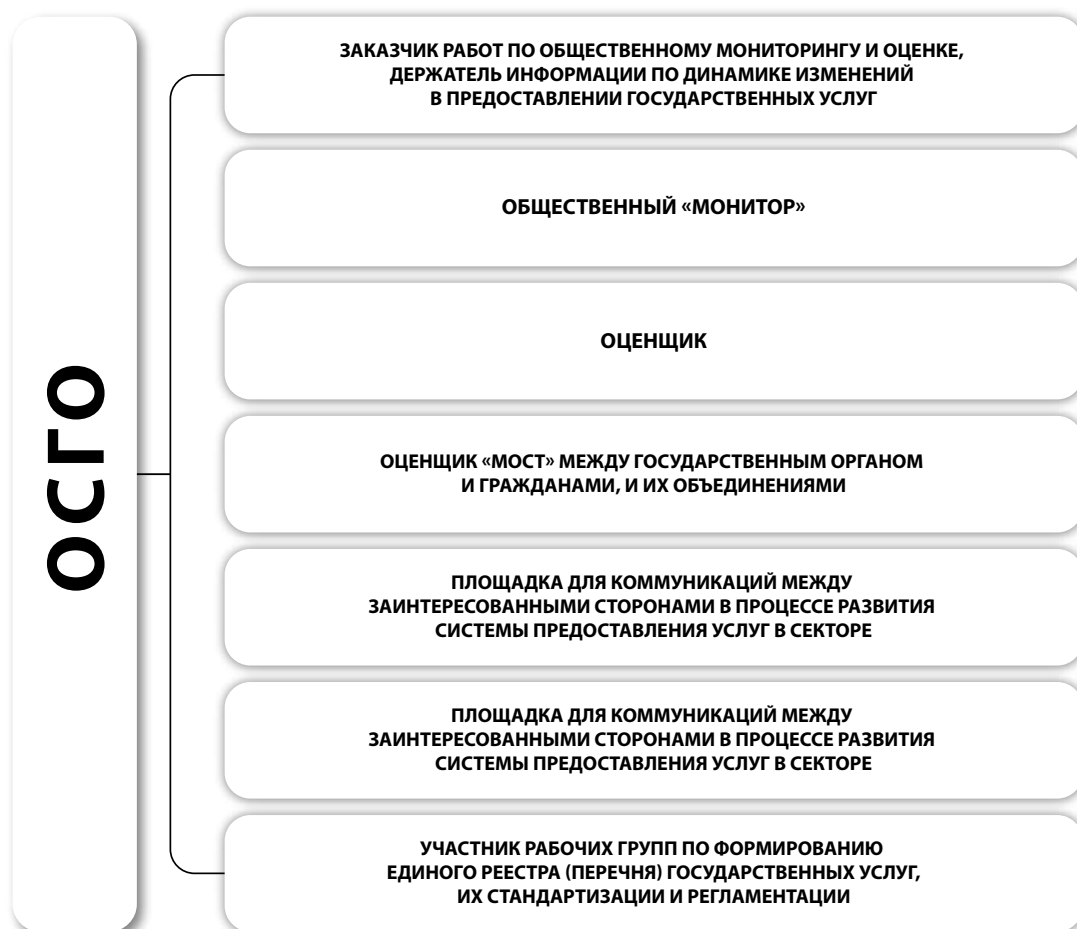 ОСГО
ЗАКАЗЧИК РАБОТ ПО ОБЩЕСТВЕННОМУ МОНИТОРИНГУ И ОЦЕНКЕ,
ДЕРЖАТЕЛЬ ИНФОРМАЦИИ ПО ДИНАМИКЕ ИЗМЕНЕНИЙ
В ПРЕДОСТАВЛЕНИИ ГОСУДАРСТВЕННЫХ УСЛУГ
ОБЩЕСТВЕННЫЙ «МОНИТОР»
ОЦЕНЩИК
ОЦЕНЩИК «МОСТ» МЕЖДУ ГОСУДАРСТВЕННЫМ ОРГАНОМ
И ГРАЖДАНАМИ, И ИХ ОБЪЕДИНЕНИЯМИ
ПЛОЩАДКА ДЛЯ КОММУНИКАЦИЙ МЕЖДУ
ЗАИНТЕРЕСОВАННЫМИ СТОРОНАМИ В ПРОЦЕССЕ РАЗВИТИЯ
СИСТЕМЫ ПРЕДОСТАВЛЕНИЯ УСЛУГ В СЕКТОРЕ
ПЛОЩАДКА ДЛЯ КОММУНИКАЦИЙ МЕЖДУ
ЗАИНТЕРЕСОВАННЫМИ СТОРОНАМИ В ПРОЦЕССЕ РАЗВИТИЯ
СИСТЕМЫ ПРЕДОСТАВЛЕНИЯ УСЛУГ В СЕКТОРЕ
УЧАСТНИК РАБОЧИХ ГРУПП ПО ФОРМИРОВАНИЮ
ЕДИНОГО РЕЕСТРА (ПЕРЕЧНЯ) ГОСУДАРСТВЕННЫХ УСЛУГ,
ИХ СТАНДАРТИЗАЦИИ И РЕГЛАМЕНТАЦИИ